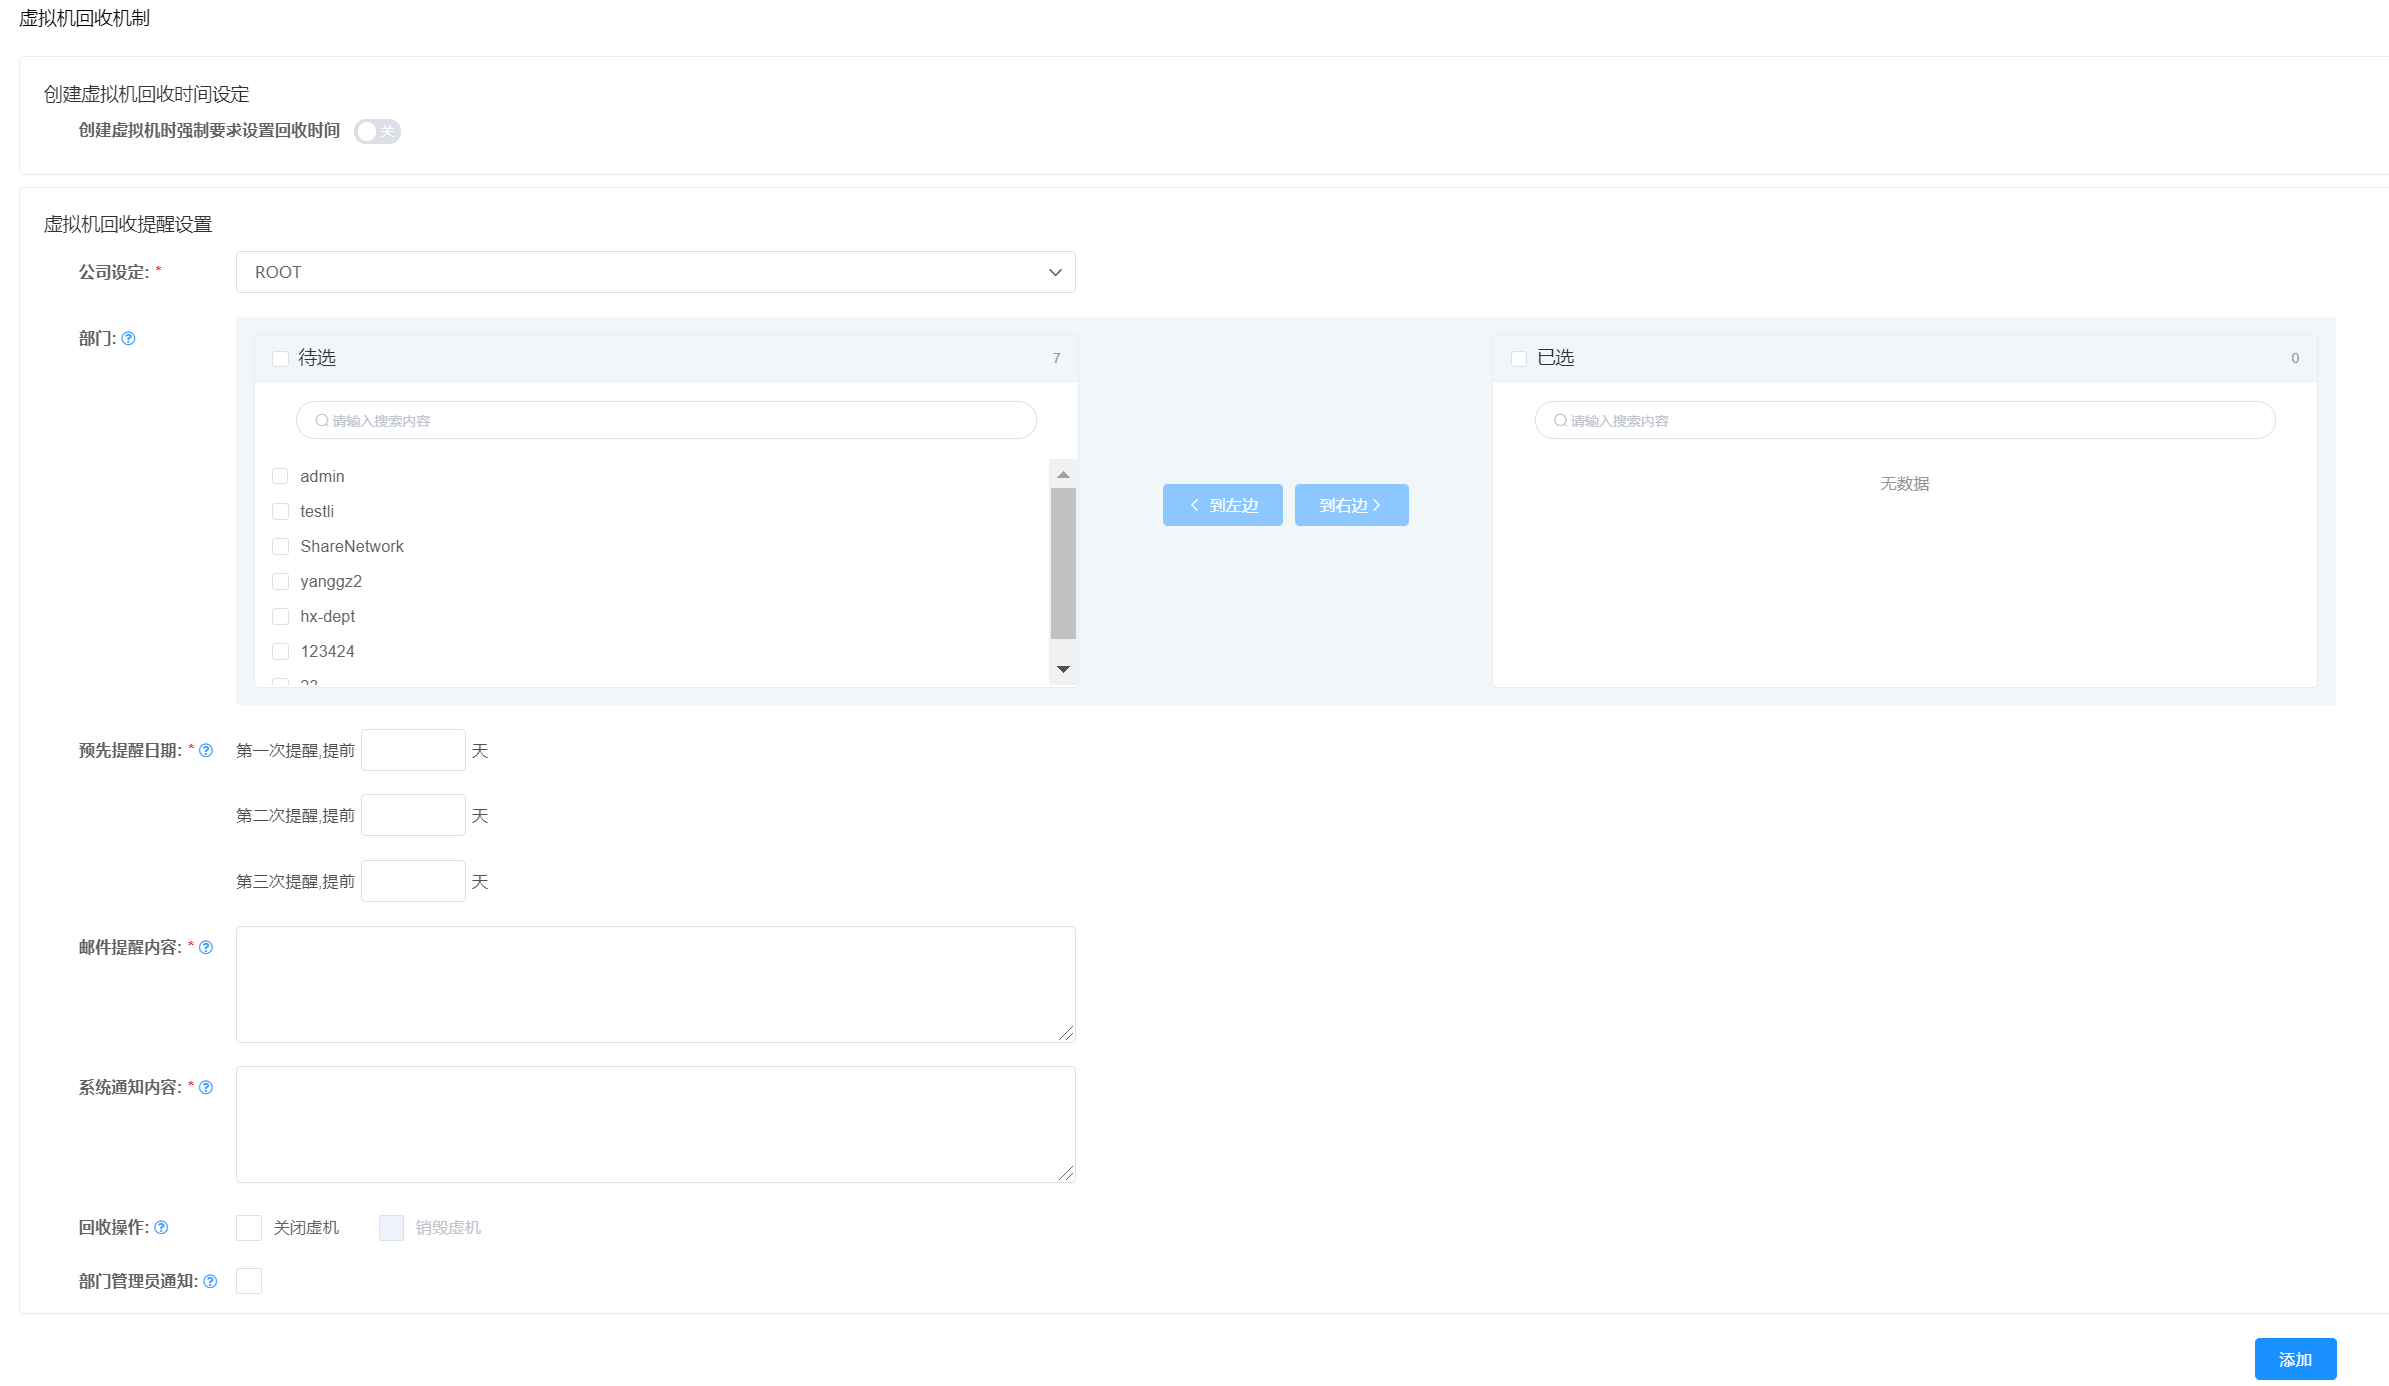 虚拟机回收机制
创建虚拟机回收时间设定
创建虚拟机时强制要求设置回收时间 关
虚拟机回收提醒设置
公司设定: * ROOT
部门:
待选 7
请输入搜索内容
admin
testli
ShareNetwork
yanggz2
hx-dept
123424
到左边 到右边
已选 0
请输入搜索内容
无数据
预先提醒日期: * 第一次提醒,提前 天
第二次提醒,提前 天
第三次提醒,提前 天
邮件提醒内容: *
系统通知内容: *
回收操作: 关闭虚机 销毁虚机
部门管理员通知:
添加